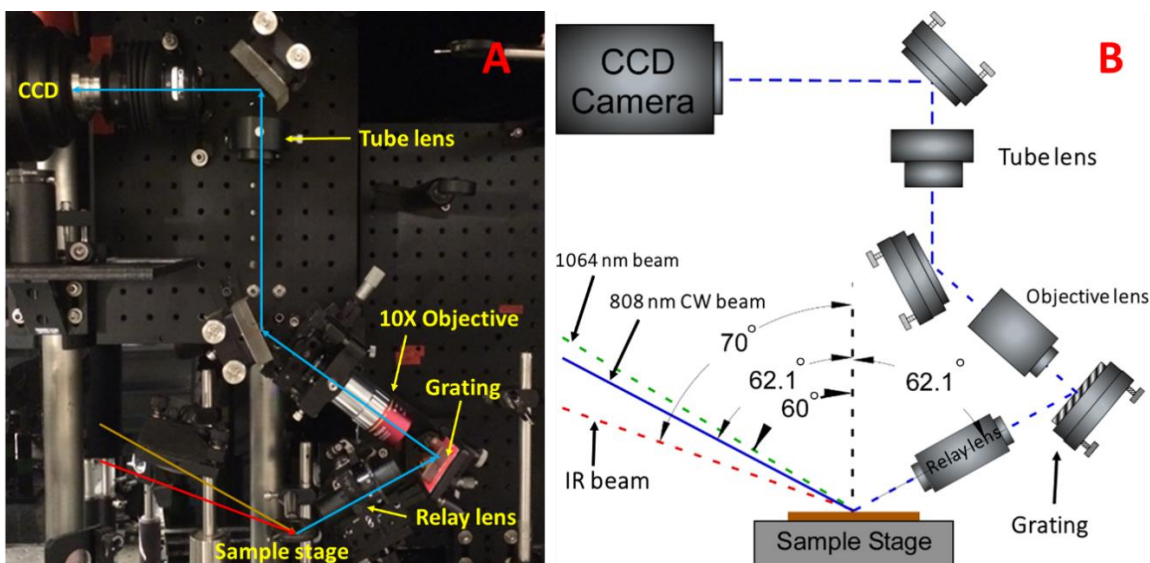 A
CCD
Tube lens
10X Objective
Grating
Relay lens
Sample stage
B
CCD
Camera
Tube lens
1064 nm beam
808 nm CW beam
Objective lens
70°
62.1°
60°
62.1°
Relay lens
IR beam
Grating
Sample Stage